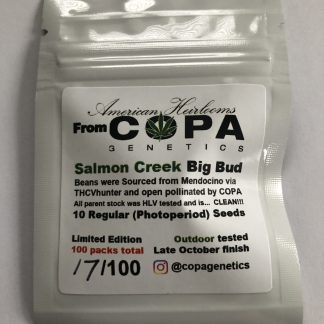 American Heirlooms
From COPA
GENETICS
Salmon Creek Big Bud
Beans were Sourced from Mendocino via
THCVhunter and open pollinated by COPA
All parent stock was HLV tested and is... CLEAN!!!
10 Regular (Photoperiod) Seeds
Limited Edition Outdoor tested
100 packs total Late October finish
17/100 @copagenetics